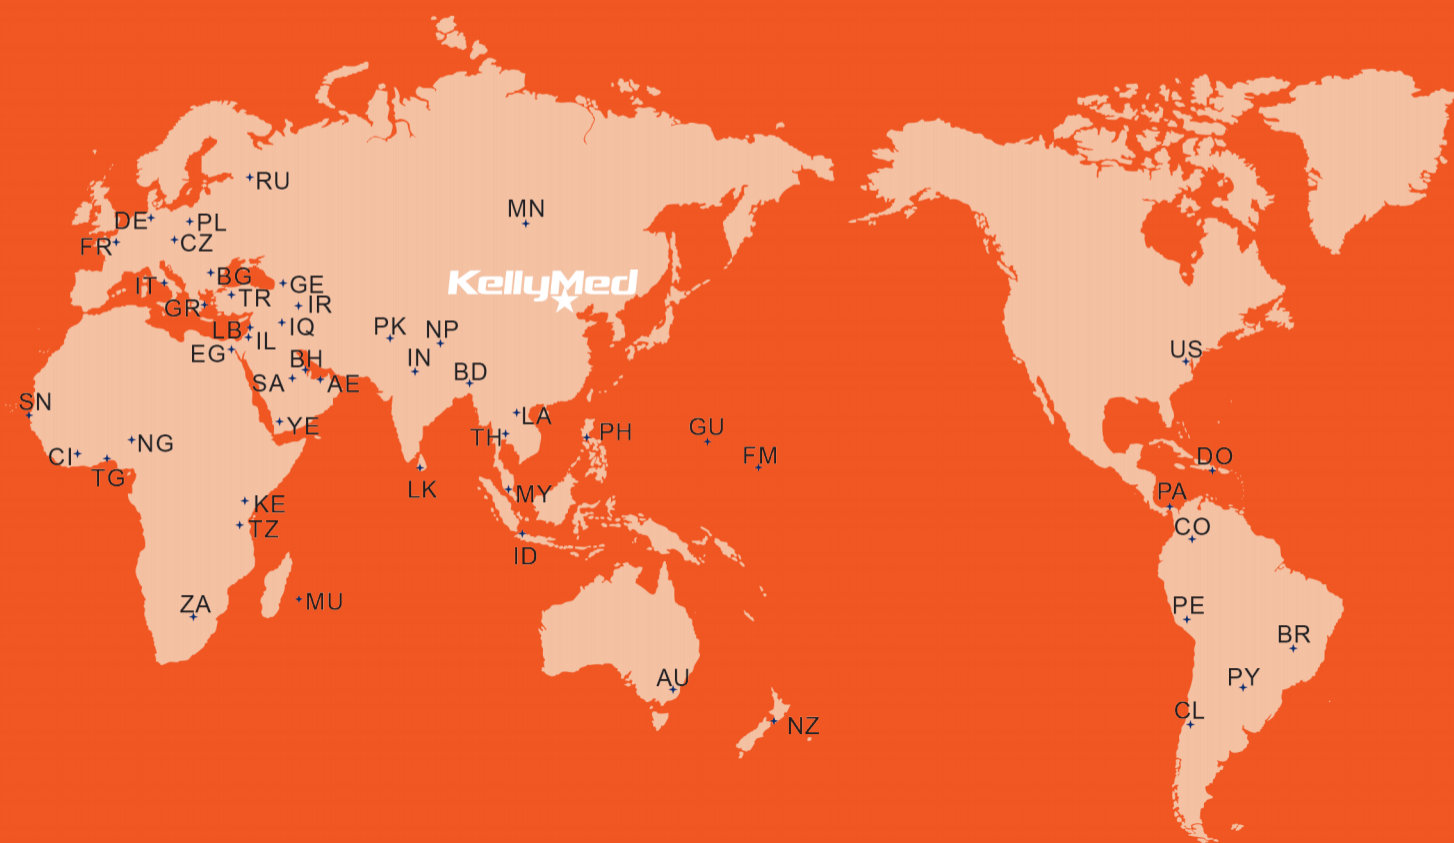 RU
MN
DE
PL
CZ
FR
BG
IT
GE
KellyMed
TR
IR
GR
LB
IQ
IL
PK
NP
EG
BH
IN
US
SA
AE
BD
SN
LA
YE
TH
PH
GU
NG
CI
FM
DO
TG
LK
MY
PA
KE
TZ
CO
ID
ZA
MU
PE
BR
AU
PY
CL
NZ